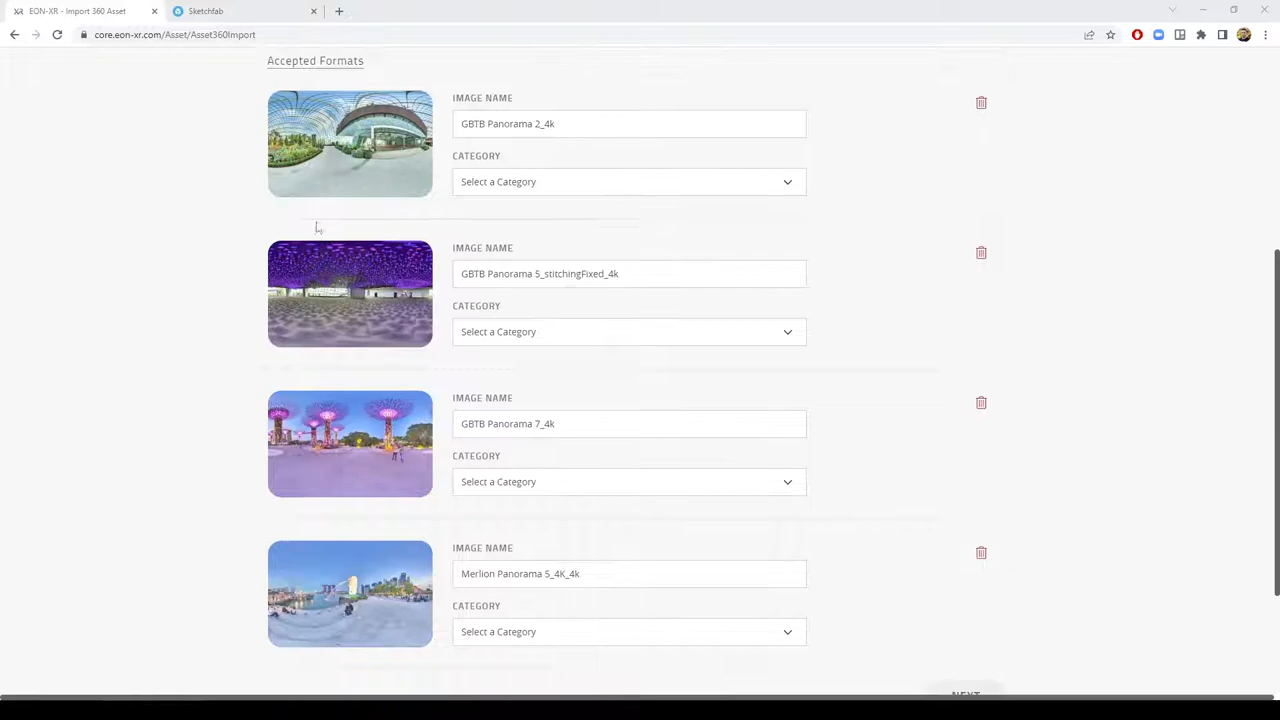 EON-XR - Import 360 Asset
Sketchfab
core.eon-xr.com/Asset/Asset360Import
Accepted Formats
IMAGE NAME
GBTB Panorama 2_4k
CATEGORY
Select a Category
IMAGE NAME
GBTB Panorama 5_stitchingFixed_4k
CATEGORY
Select a Category
IMAGE NAME
GBTB Panorama 7_4k
CATEGORY
Select a Category
IMAGE NAME
Merlion Panorama 5_4K_4k
CATEGORY
Select a Category
NEXT